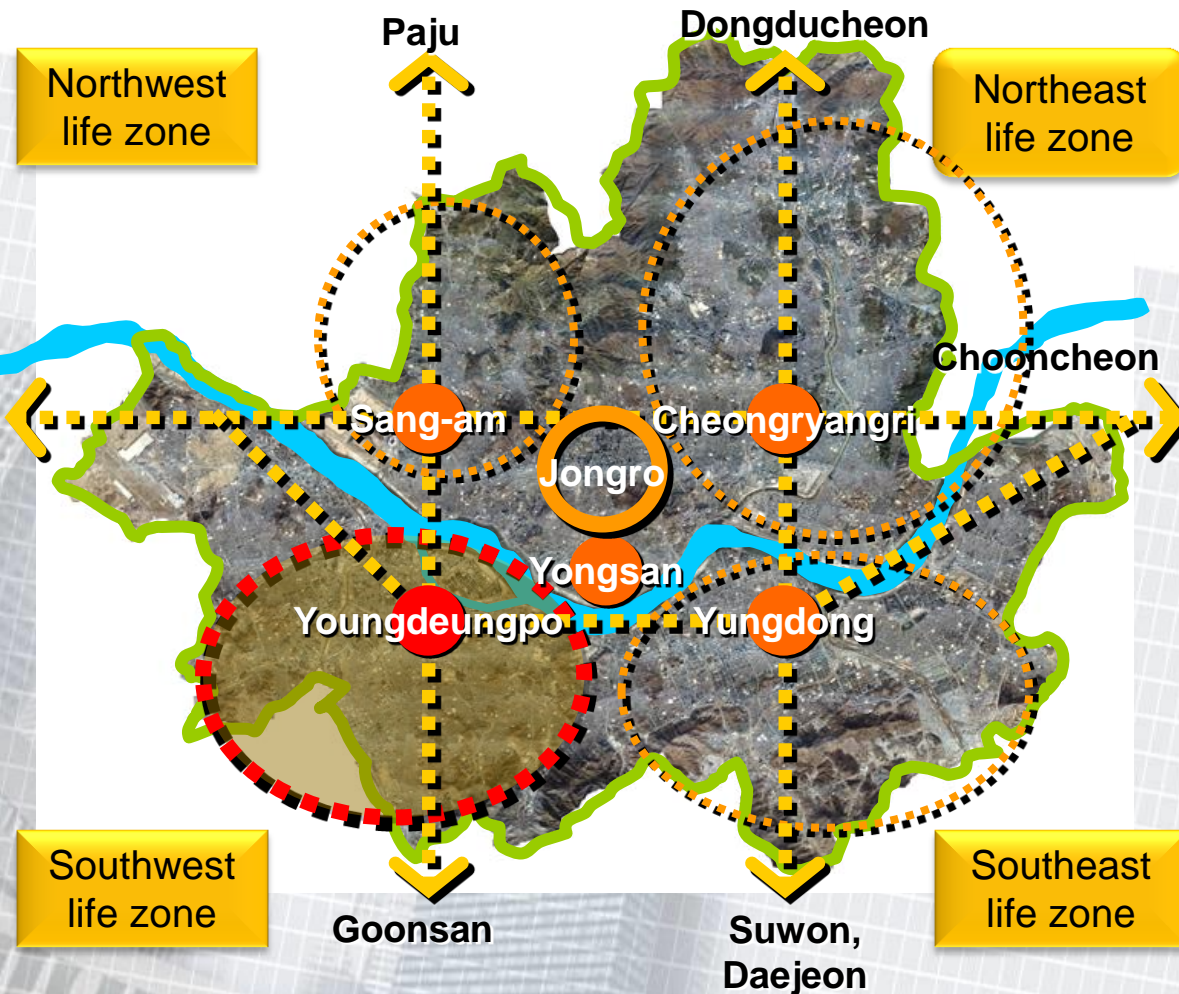 Paju
Dongducheon
Northwest
life zone
Northeast
life zone
Chooncheon
Sang-am
Cheongryangri
Jongro
Yongsan
Youngdeungpo
Yungdong
Southwest
life zone
Southeast
life zone
Goonsan
Suwon,
Daejeon